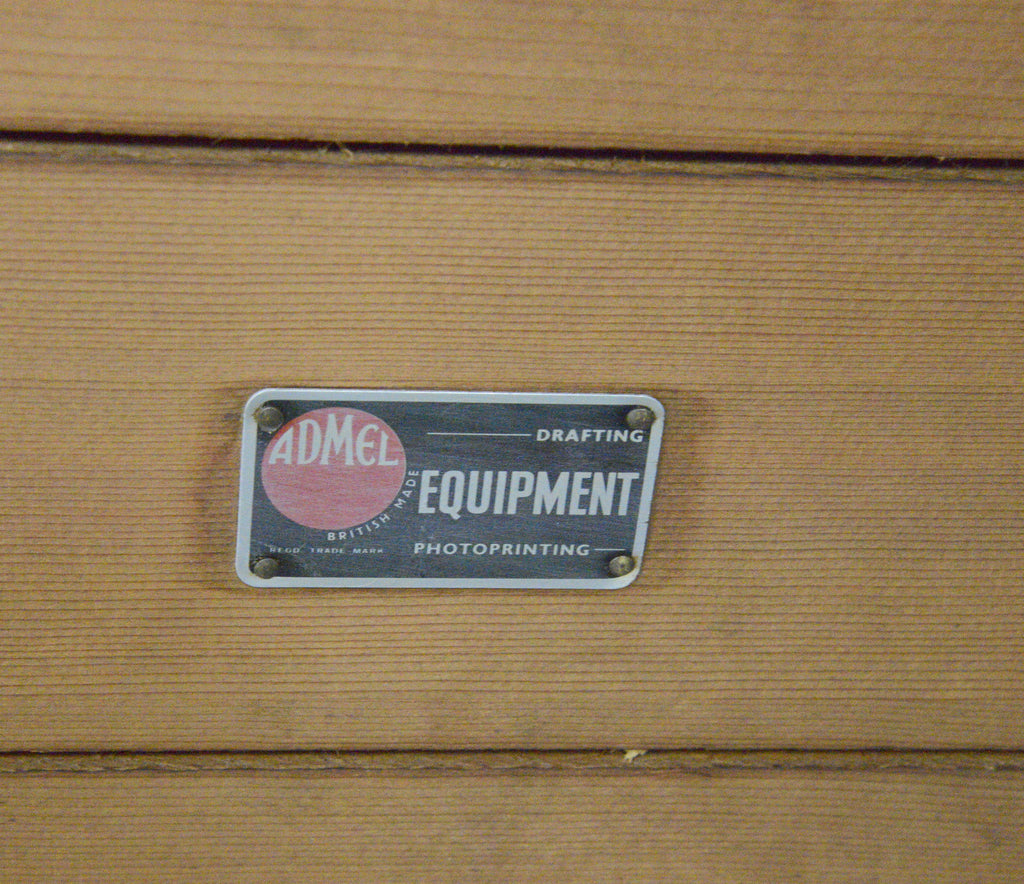 ADMEL
BRITISH MADE
REGD TRADE MARK
DRAFTING
EQUIPMENT
PHOTOPRINTING